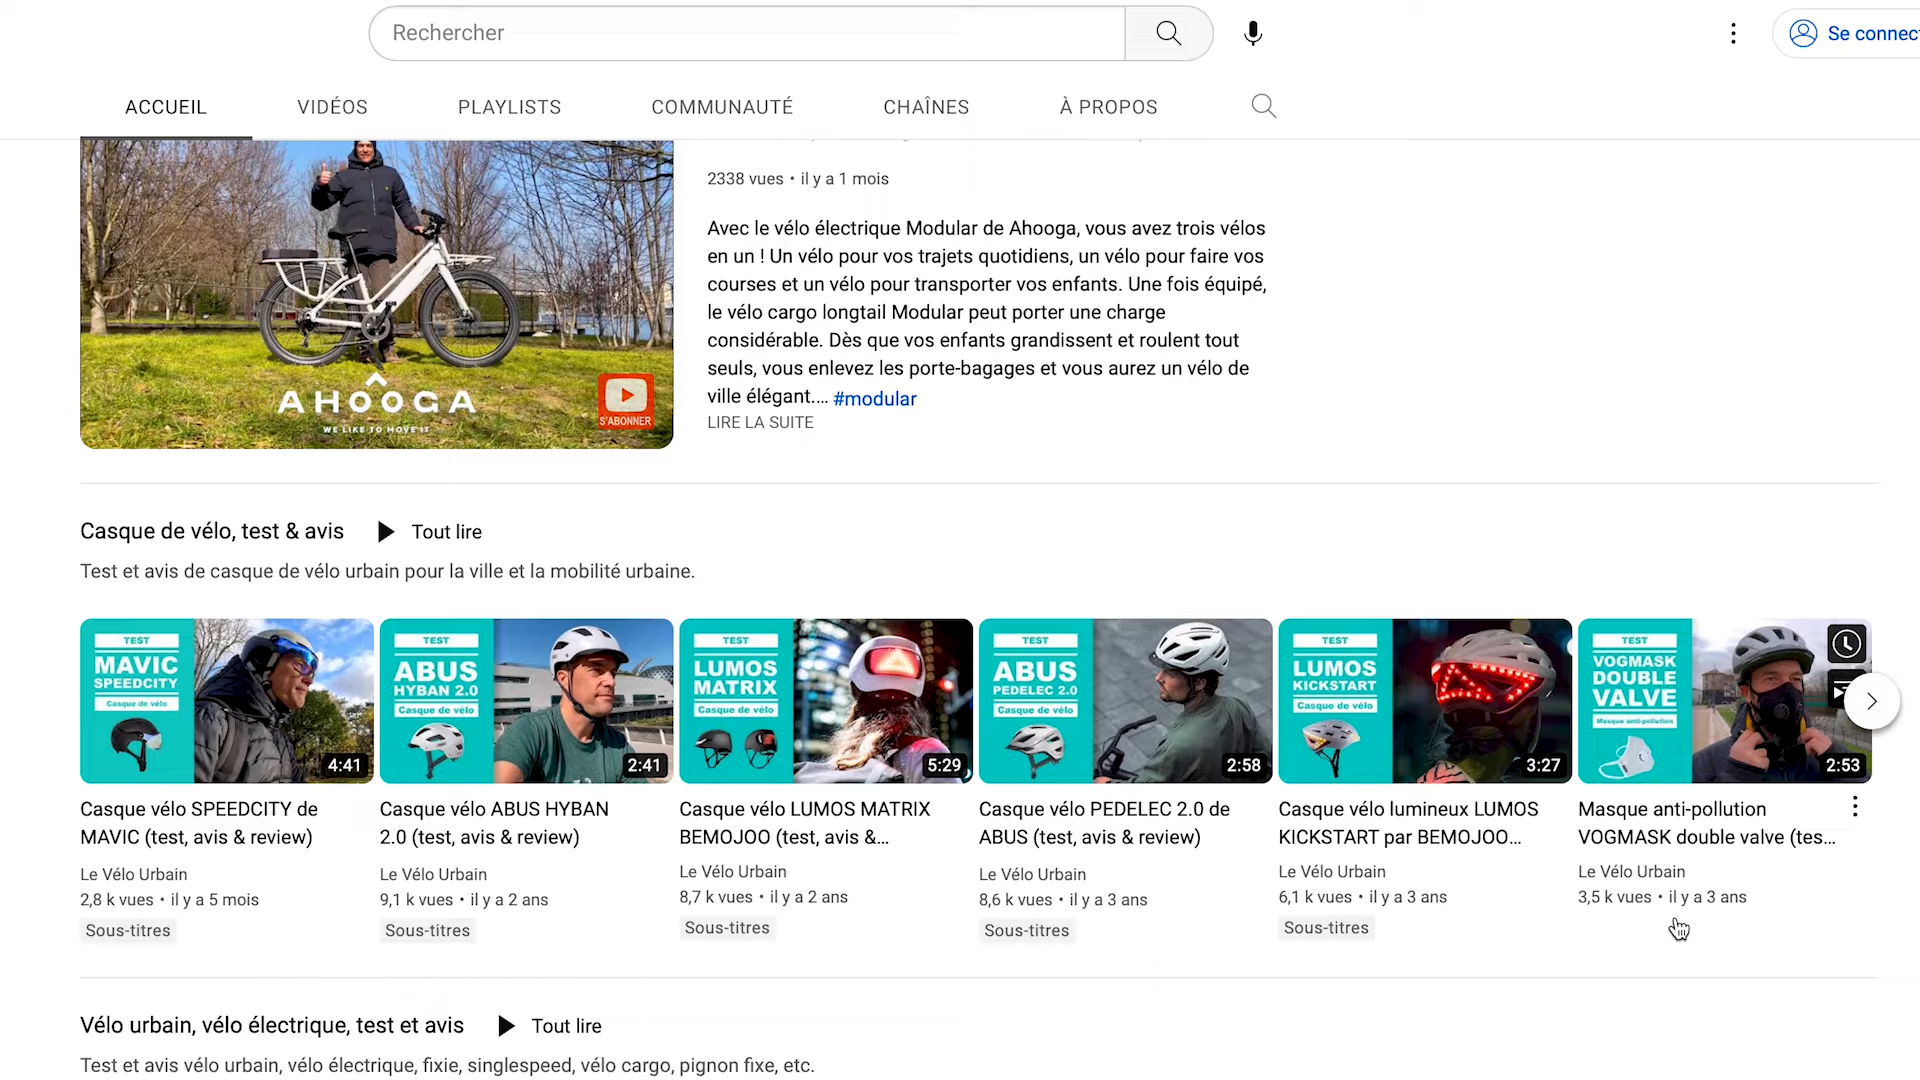 Rechercher
Se connec
ACCUEIL
VIDÉOS
PLAYLISTS
COMMUNAUTÉ
CHAÎNES
À PROPOS
2338 vues • il y a 1 mois
Avec le vélo électrique Modular de Ahooga, vous avez trois vélos
en un ! Un vélo pour vos trajets quotidiens, un vélo pour faire vos
courses et un vélo pour transporter vos enfants. Une fois équipé,
le vélo cargo longtail Modular peut porter une charge
considérable. Dès que vos enfants grandissent et roulent tout
seuls, vous enlevez les porte-bagages et vous aurez un vélo de
ville élégant.... #modular
LIRE LA SUITE
AHOOGA
WE LIKE TO MOVE IT
S'ABONNER
Casque de vélo, test & avis
Tout lire
Test et avis de casque de vélo urbain pour la ville et la mobilité urbaine.
TEST
MAVIC
SPEEDCITY
Casque de vélo
4:41
Casque vélo SPEEDCITY de
MAVIC (test, avis & review)
Le Vélo Urbain
2,8 k vues • il y a 5 mois
Sous-titres
TEST
ABUS
HYBAN 2.0
Casque de vélo
2:41
Casque vélo ABUS HYBAN
2.0 (test, avis & review)
Le Vélo Urbain
9,1 k vues • il y a 2 ans
Sous-titres
TEST
LUMOS
MATRIX
Casque de vélo
5:29
Casque vélo LUMOS MATRIX
BEMOJOO (test, avis &...
Le Vélo Urbain
8,7 k vues • il y a 2 ans
Sous-titres
TEST
ABUS
PEDELEC 2.0
Casque de vélo
2:58
Casque vélo PEDELEC 2.0 de
ABUS (test, avis & review)
Le Vélo Urbain
8,6 k vues • il y a 3 ans
Sous-titres
TEST
LUMOS
KICKSTART
Casque de vélo
3:27
Casque vélo lumineux LUMOS
KICKSTART par BEMOJOO...
Le Vélo Urbain
6,1 k vues • il y a 3 ans
Sous-titres
TEST
VOGMASK
DOUBLE
VALVE
Masque anti-pollution
2:53
Masque anti-pollution
VOGMASK double valve (tes...
Le Vélo Urbain
3,5 k vues • il y a 3 ans
Vélo urbain, vélo électrique, test et avis
Tout lire
Test et avis vélo urbain, vélo électrique, fixie, singlespeed, vélo cargo, pignon fixe, etc.